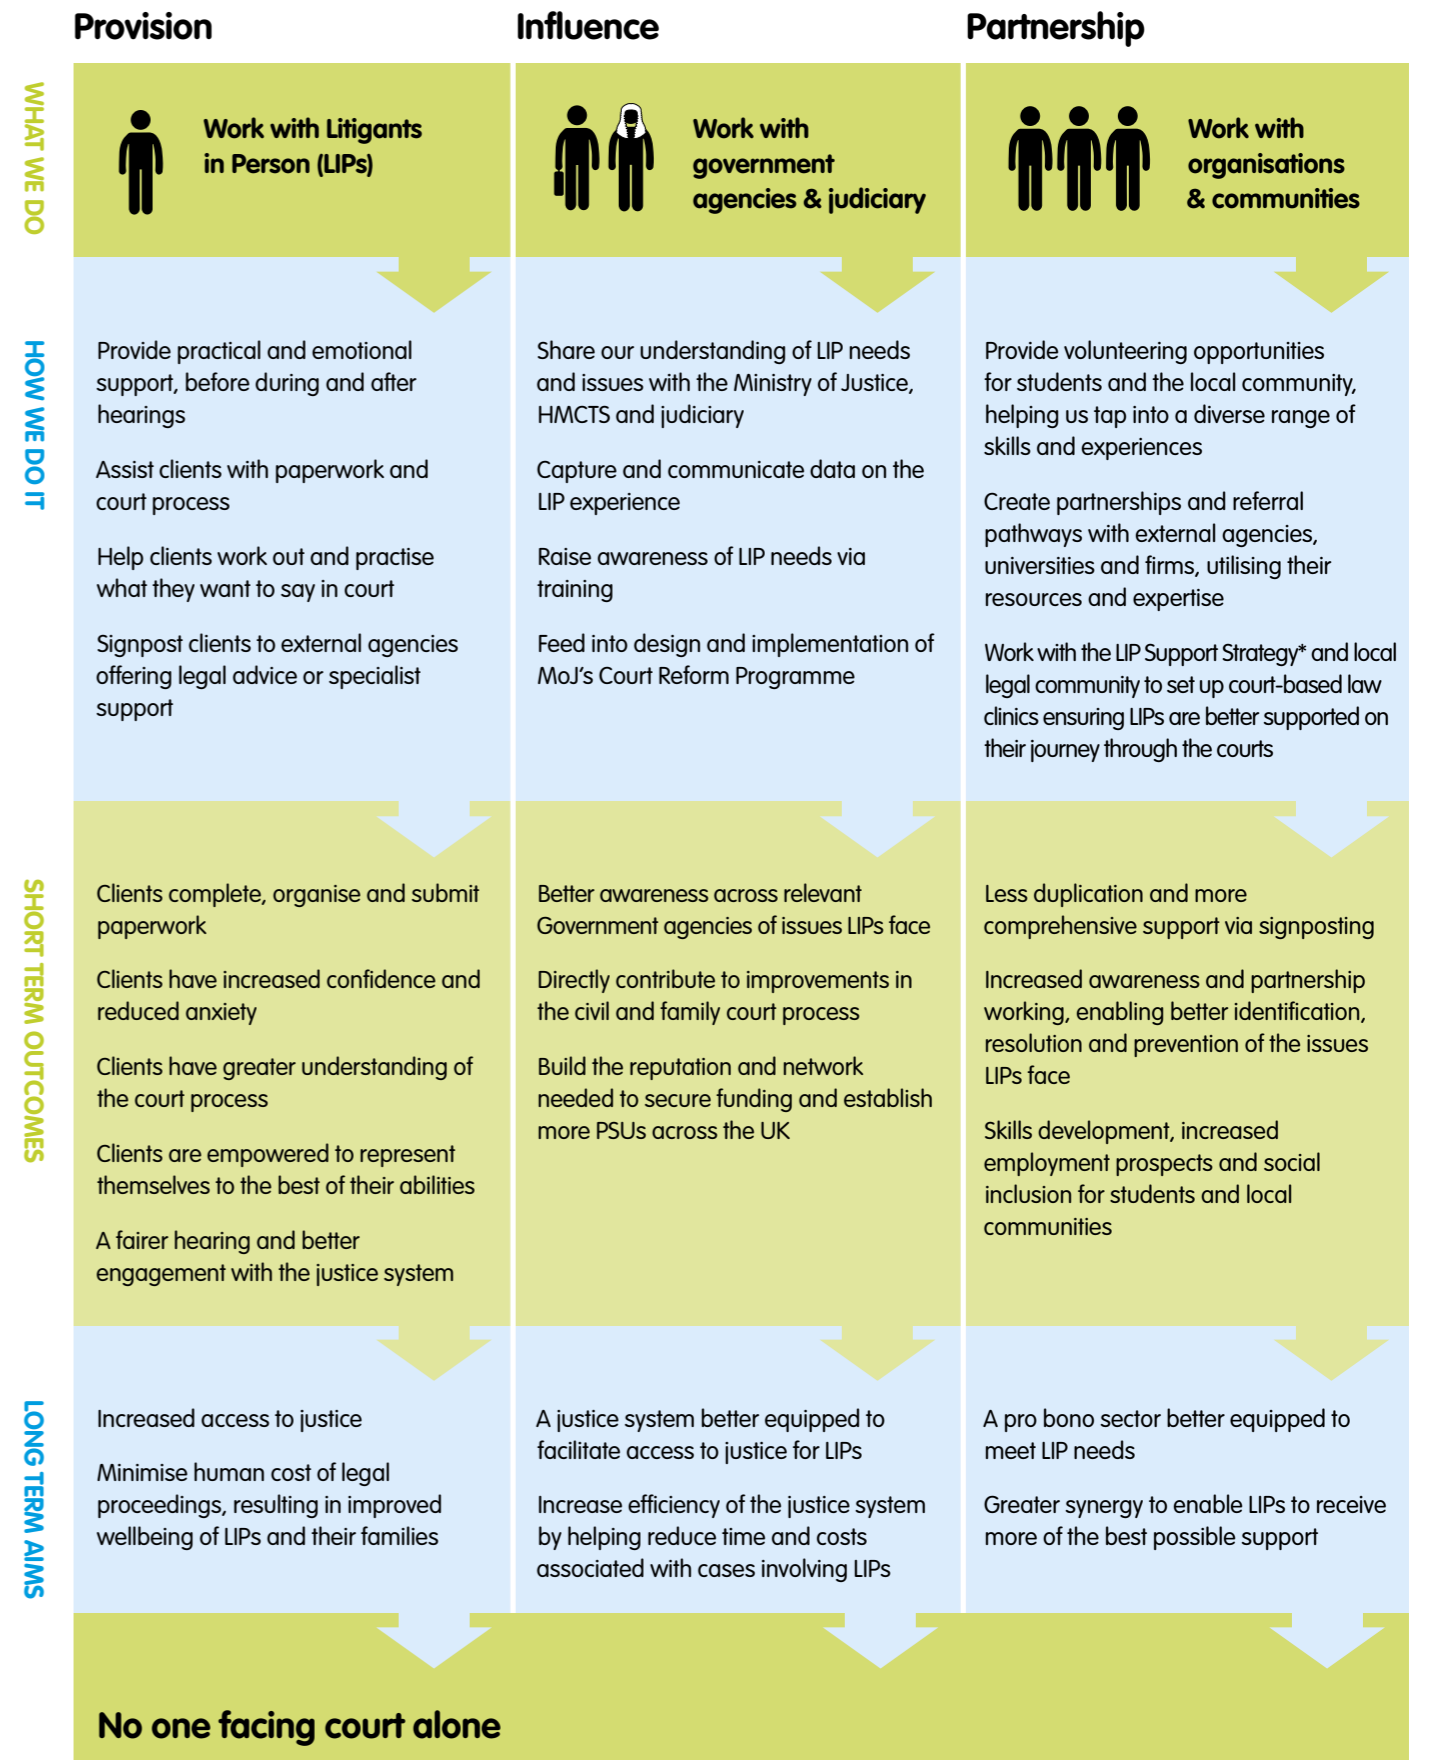 Provision
Influence
Partnership
WHAT WE DO
Work with Litigants
in Person (LIPs)
Work with
government
agencies & judiciary
Work with
organisations
& communities
HOW WE DO IT
Provide practical and emotional
support, before during and after
hearings
Assist clients with paperwork and
court process
Help clients work out and practise
what they want to say in court
Signpost clients to external agencies
offering legal advice or specialist
support
Share our understanding of LIP needs
and issues with the Ministry of Justice,
HMCTS and judiciary
Capture and communicate data on the
LIP experience
Raise awareness of LIP needs via
training
Feed into design and implementation of
MoJ's Court Reform Programme
Provide volunteering opportunities
for students and the local community,
helping us tap into a diverse range of
skills and experiences
Create partnerships and referral
pathways with external agencies,
universities and firms, utilising their
resources and expertise
Work with the LIP Support Strategy* and local
legal community to set up court-based law
clinics ensuring LIPs are better supported on
their journey through the courts
SHORT TERM OUTCOMES
Clients complete, organise and submit
paperwork
Clients have increased confidence and
reduced anxiety
Clients have greater understanding of
the court process
Clients are empowered to represent
themselves to the best of their abilities
A fairer hearing and better
engagement with the justice system
Better awareness across relevant
Government agencies of issues LIPs face
Directly contribute to improvements in
the civil and family court process
Build the reputation and network
needed to secure funding and establish
more PSUs across the UK
Less duplication and more
comprehensive support via signposting
Increased awareness and partnership
working, enabling better identification,
resolution and prevention of the issues
LIPs face
Skills development, increased
employment prospects and social
inclusion for students and local
communities
LONG TERM AIMS
Increased access to justice
Minimise human cost of legal
proceedings, resulting in improved
wellbeing of LIPs and their families
A justice system better equipped to
facilitate access to justice for LIPs
Increase efficiency of the justice system
by helping reduce time and costs
associated with cases involving LIPs
A pro bono sector better equipped to
meet LIP needs
Greater synergy to enable LIPs to receive
more of the best possible support
No one facing court alone